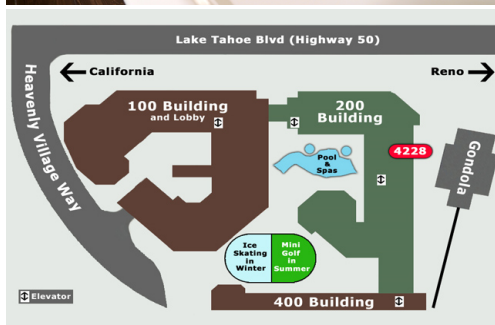 Lake Tahoe Blvd (Highway 50)
California
Reno
Heavenly Village Way
100 Building
and Lobby
200
Building
4228
Gondola
Pool
&
Spas
Ice
Skating
in
Winter
Mini
Golf
in
Summer
Elevator
400 Building